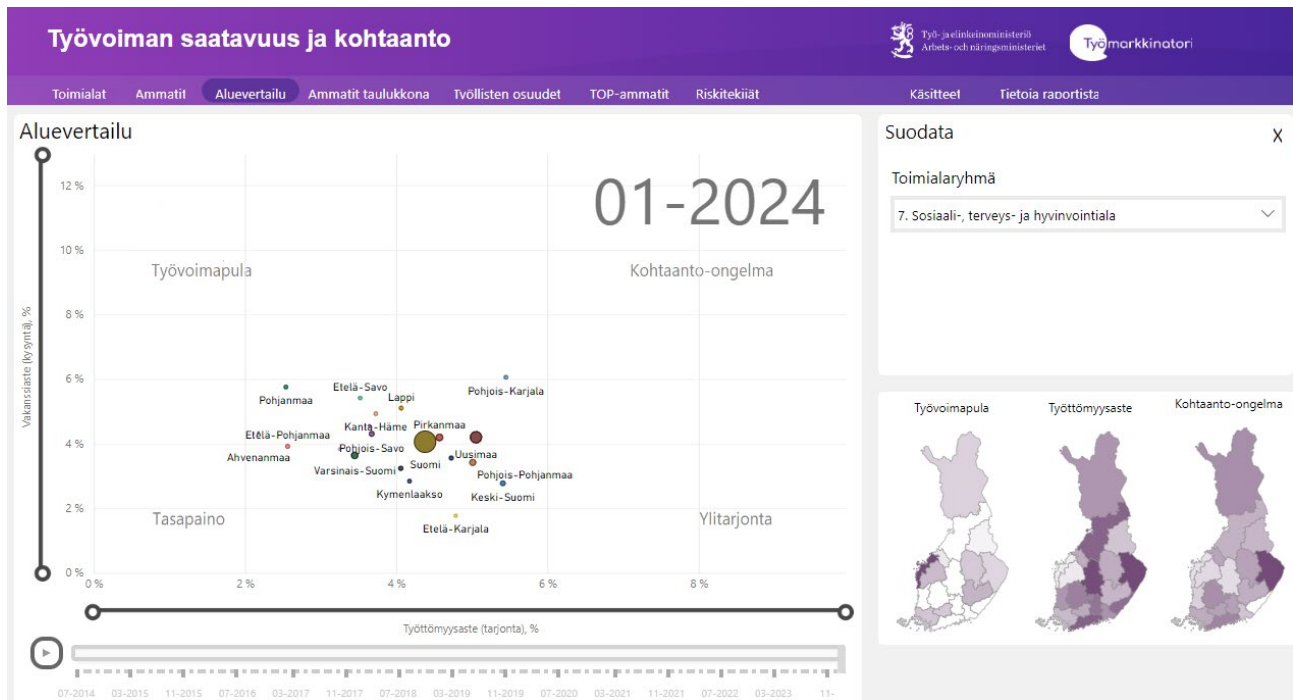 Työvoiman saatavuus ja kohtaanto
Työ- ja elinkeinoministeriö
Arbets- och näringsministeriet
Työmarkkinatori
Toimialat Ammatit Aluevertailu Ammatit taulukkona Työllisten osuudet TOP-ammatit Riskitekijät Käsitteet Tietoja raportista
Aluevertailu
01-2024
12 %
10 %
8 %
6 %
4 %
2 %
0 %
Vakanssiaste (kysyntä), %
Työvoimapula
Kohtaanto-ongelma
Pohjanmaa
Etelä-Savo
Lappi
Pohjois-Karjala
Kanta-Häme
Pirkanmaa
Etelä-Pohjanmaa
Ahvenanmaa
Pohjois-Savo
Uusimaa
Varsinais-Suomi
Suomi
Pohjois-Pohjanmaa
Kymenlaakso
Keski-Suomi
Etelä-Karjala
Tasapaino
Ylitarjonta
0 % 2 % 4 % 6 % 8 %
Työttömyysaste (tarjonta), %
07-2014 03-2015 11-2015 07-2016 03-2017 11-2017 07-2018 03-2019 11-2019 07-2020 03-2021 11-2021 07-2022 03-2023 11-
Suodata
X
Toimialaryhmä
7. Sosiaali-, terveys- ja hyvinvointiala
Työvoimapula
Työttömyysaste
Kohtaanto-ongelma